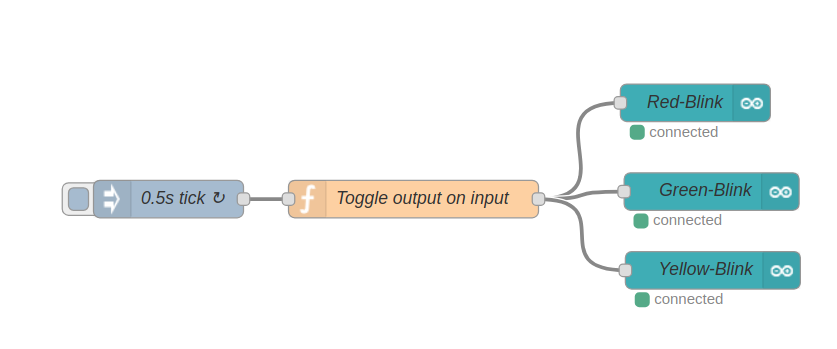 Red-Blink
connected
0.5s tick ↻
Toggle output on input
Green-Blink
connected
Yellow-Blink
connected